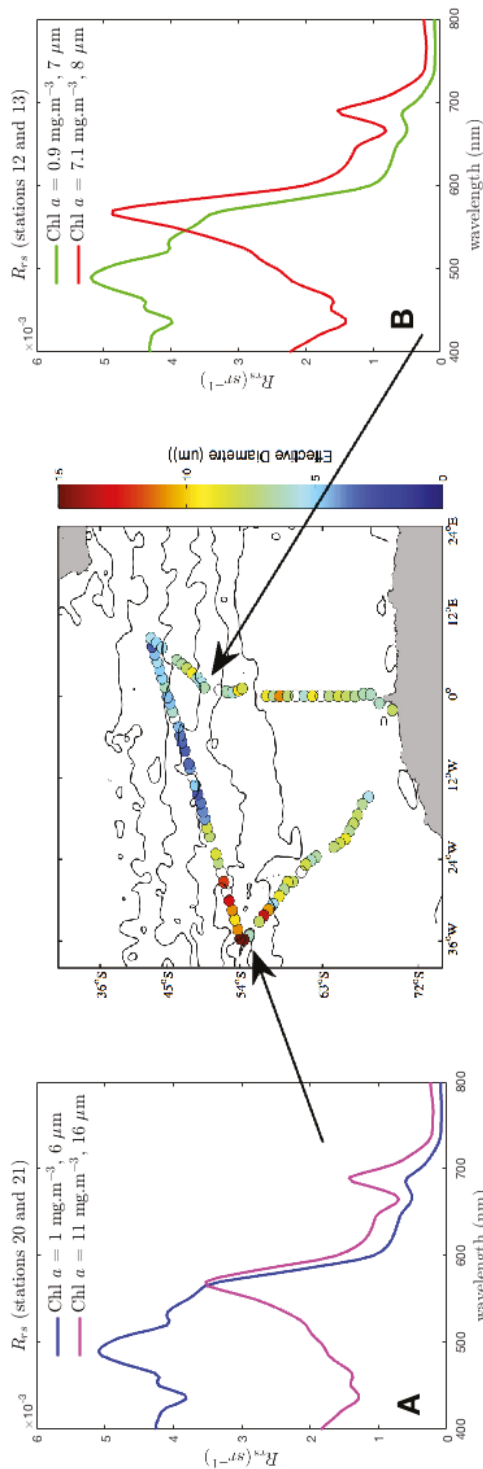 R_rs (stations 20 and 21)
×10⁻³
Chl a = 1 mg.m⁻³, 6 μm
Chl a = 11 mg.m⁻³, 16 μm
6
5
4
3
2
1
0
R_rs(sr⁻¹)
A
400
500
600
700
800
wavelength (nm)
36°S
45°S
54°S
63°S
72°S
36°W
24°W
12°W
0°
12°E
24°E
15
10
5
0
Effective Diametre (um))
R_rs (stations 12 and 13)
×10⁻³
Chl a = 0.9 mg.m⁻³, 7 μm
Chl a = 7.1 mg.m⁻³, 8 μm
6
5
4
3
2
1
0
R_rs(sr⁻¹)
B
400
500
600
700
800
wavelength (nm)